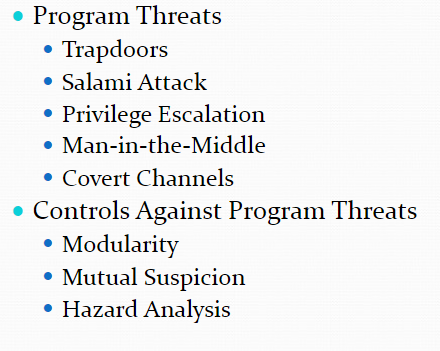 Program Threats
Trapdoors
Salami Attack
Privilege Escalation
Man-in-the-Middle
Covert Channels
Controls Against Program Threats
Modularity
Mutual Suspicion
Hazard Analysis